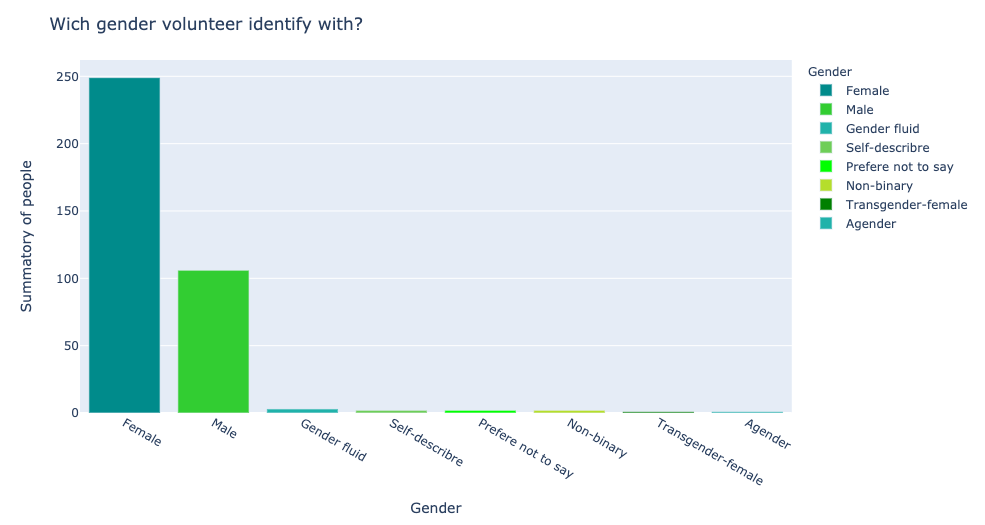 Wich gender volunteer identify with?
Summatory of people
250
200
150
100
50
0
Female
Male
Gender fluid
Self-describre
Prefere not to say
Non-binary
Transgender-female
Agender
Gender
Gender
Female
Male
Gender fluid
Self-describre
Prefere not to say
Non-binary
Transgender-female
Agender